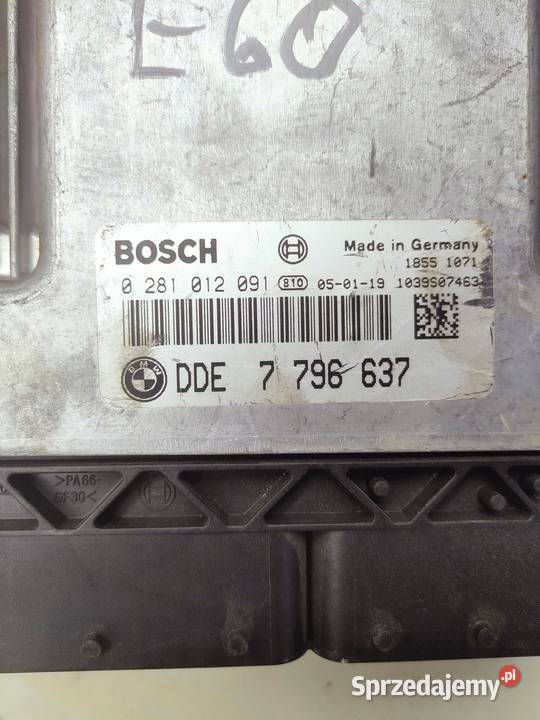 E60
BOSCH Made in Germany
1855 1071
0 281 012 091 810 05-01-19 1039S07463
BMW DDE 7 796 637
>PA66-
GF30<
Sprzedajemy.pl